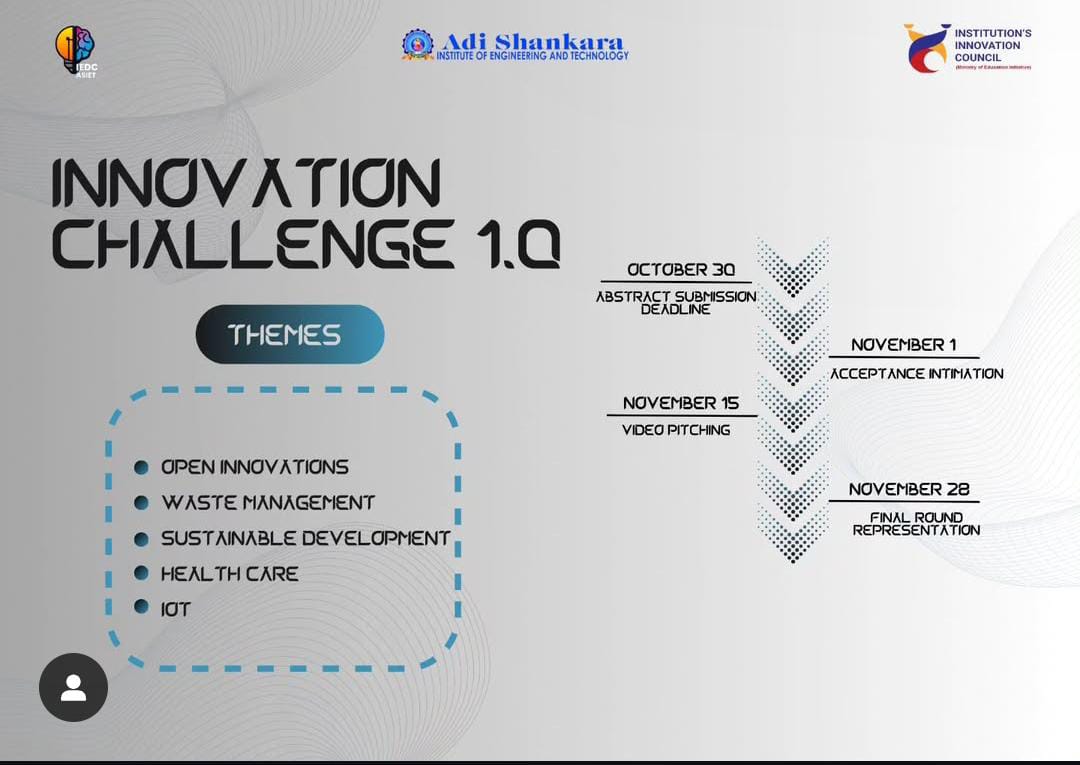 IEDC
ASIET
Adi Shankara
INSTITUTE OF ENGINEERING AND TECHNOLOGY
INSTITUTION'S
INNOVATION
COUNCIL
(Ministry of Education Initiative)
INNOVATION
CHALLENGE 1.0
THEMES
OPEN INNOVATIONS
WASTE MANAGEMENT
SUSTAINABLE DEVELOPMENT
HEALTH CARE
IOT
OCTOBER 30
ABSTRACT SUBMISSION
DEADLINE
NOVEMBER 1
ACCEPTANCE INTIMATION
NOVEMBER 15
VIDEO PITCHING
NOVEMBER 28
FINAL ROUND
REPRESENTATION